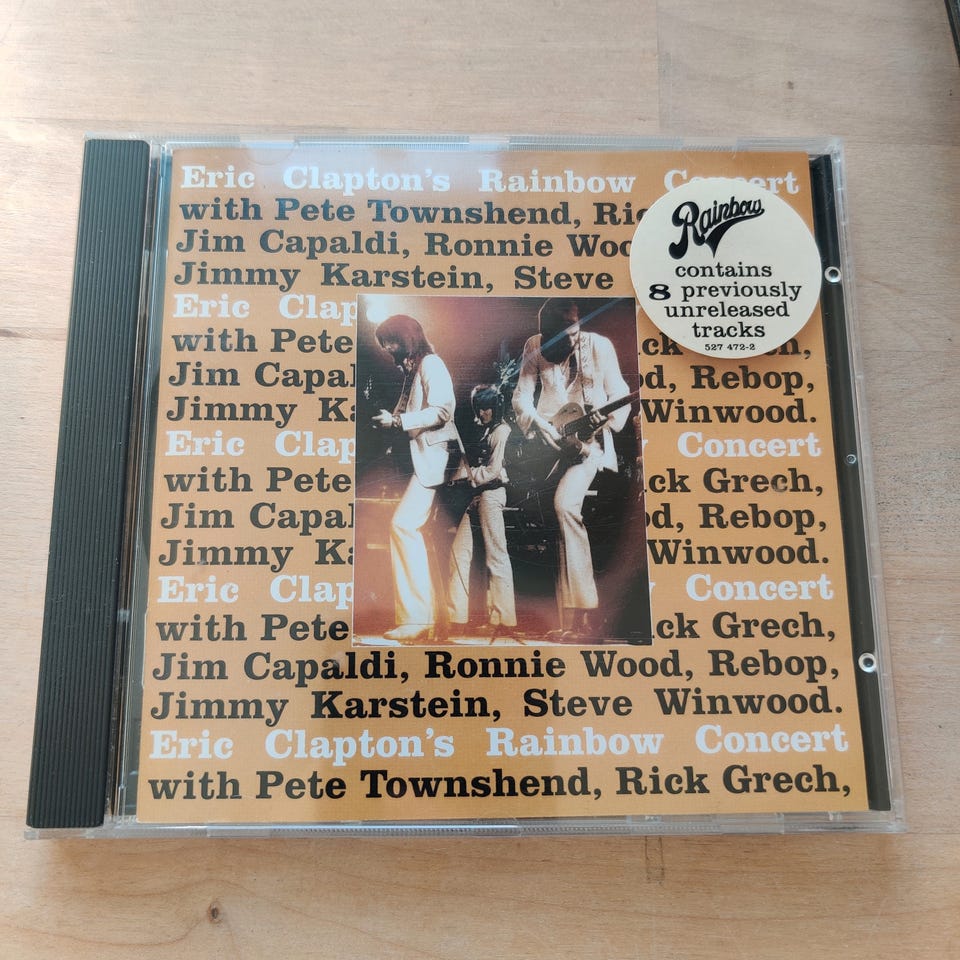 Eric Clapton's Rainbow Concert
with Pete Townshend, Ric
Jim Capaldi, Ronnie Woo
Jimmy Karstein, Steve
Rainbow
contains
8 previously
unreleased
tracks
527 472-2
Eric Clap
with Pete ck Grech,
Jim Capal d, Rebop,
Jimmy Ka Winwood.
Eric Clap y Concert
with Pete ck Grech,
Jim Capal d, Rebop,
Jimmy Ka Winwood.
Eric Clap y Concert
with Pete ck Grech,
Jim Capaldi, Ronnie Wood, Rebop,
Jimmy Karstein, Steve Winwood.
Eric Clapton's Rainbow Concert
with Pete Townshend, Rick Grech,